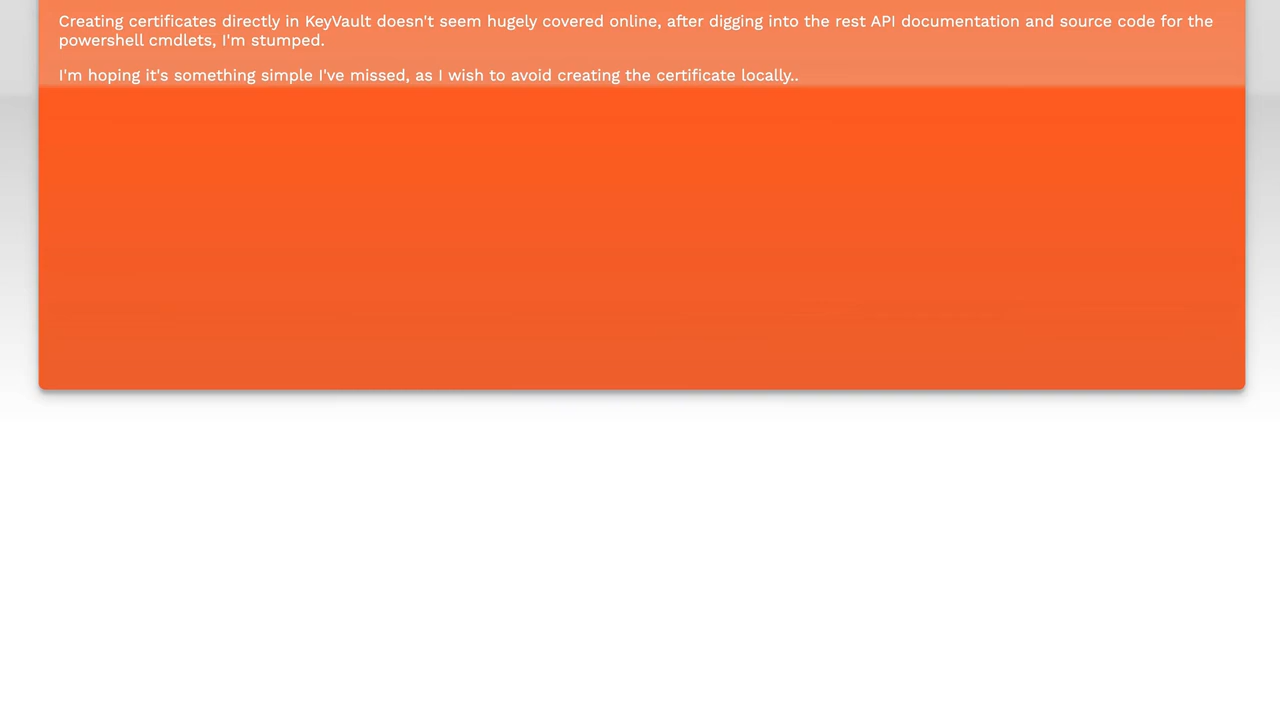 Creating certificates directly in KeyVault doesn't seem hugely covered online, after digging into the rest API documentation and source code for the
powershell cmdlets, I'm stumped.
I'm hoping it's something simple I've missed, as I wish to avoid creating the certificate locally..